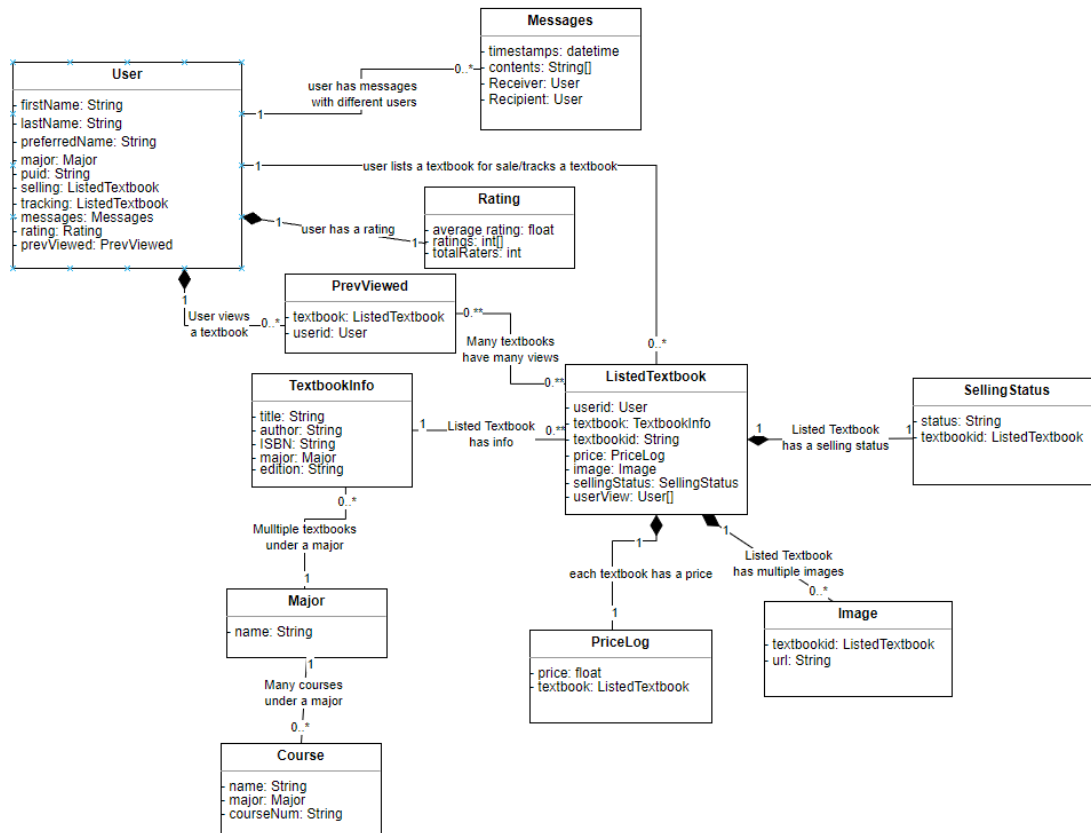 Messages
timestamps: datetime
contents: String[]
Receiver: User
Recipient: User
User
firstName: String
lastName: String
preferredName: String
major: Major
puid: String
selling: ListedTextbook
tracking: ListedTextbook
messages: Messages
rating: Rating
prevViewed: PrevViewed
0..*
user has messages
with different users
1
1
user lists a textbook for sale/tracks a textbook
0..*
Rating
average rating: float
ratings: int[]
totalRaters: int
1
user has a rating
1
PrevViewed
textbook: ListedTextbook
userid: User
1
User views
a textbook
0..*
0.**
Many textbooks
have many views
0.**
TextbookInfo
title: String
author: String
ISBN: String
major: Major
edition: String
1
Listed Textbook
has info
0.**
ListedTextbook
userid: User
textbook: TextbookInfo
textbookid: String
price: PriceLog
image: Image
sellingStatus: SellingStatus
userView: User[]
1
Listed Textbook
has a selling status
1
SellingStatus
status: String
textbookid: ListedTextbook
0..*
Mulltiple textbooks
under a major
1
1
each textbook has a price
1
1
Listed Textbook
has multiple images
0..*
Major
name: String
1
Many courses
under a major
0..*
PriceLog
price: float
textbook: ListedTextbook
Image
textbookid: ListedTextbook
url: String
Course
name: String
major: Major
courseNum: String